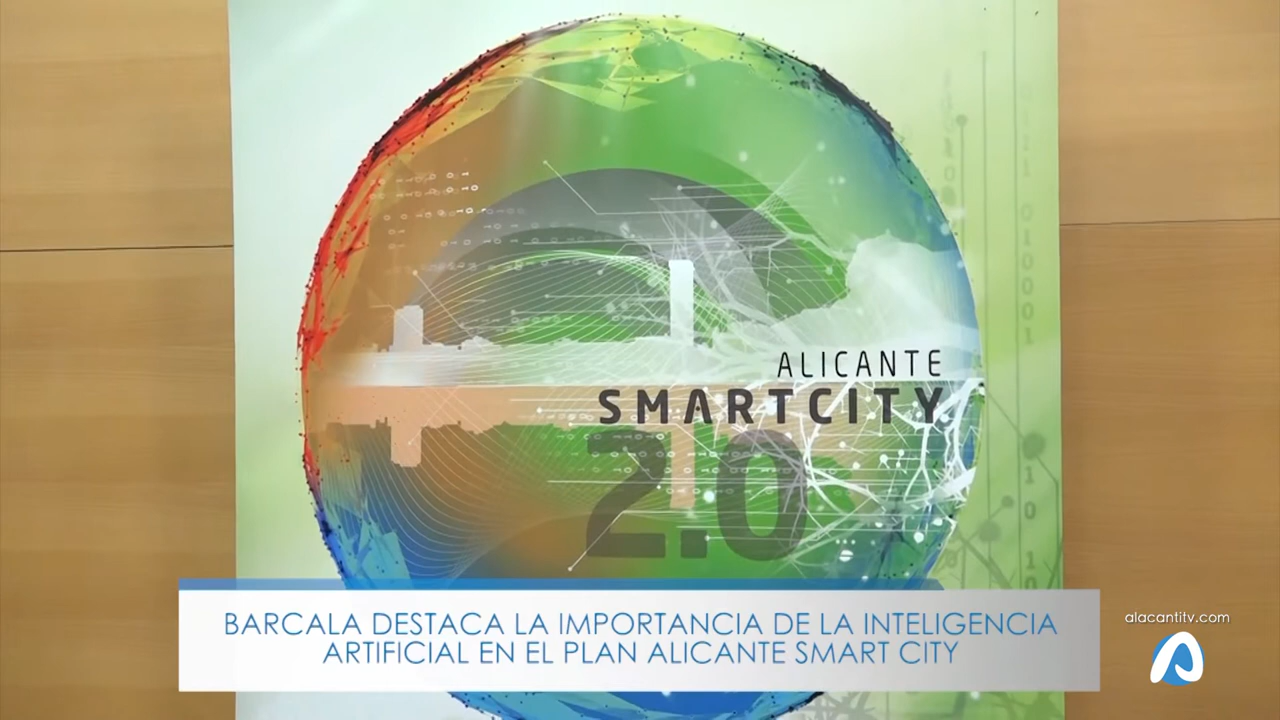 ALICANTE
SMARTCITY
2.0
BARCALA DESTACA LA IMPORTANCIA DE LA INTELIGENCIA
ARTIFICIAL EN EL PLAN ALICANTE SMART CITY
alacantitv.com